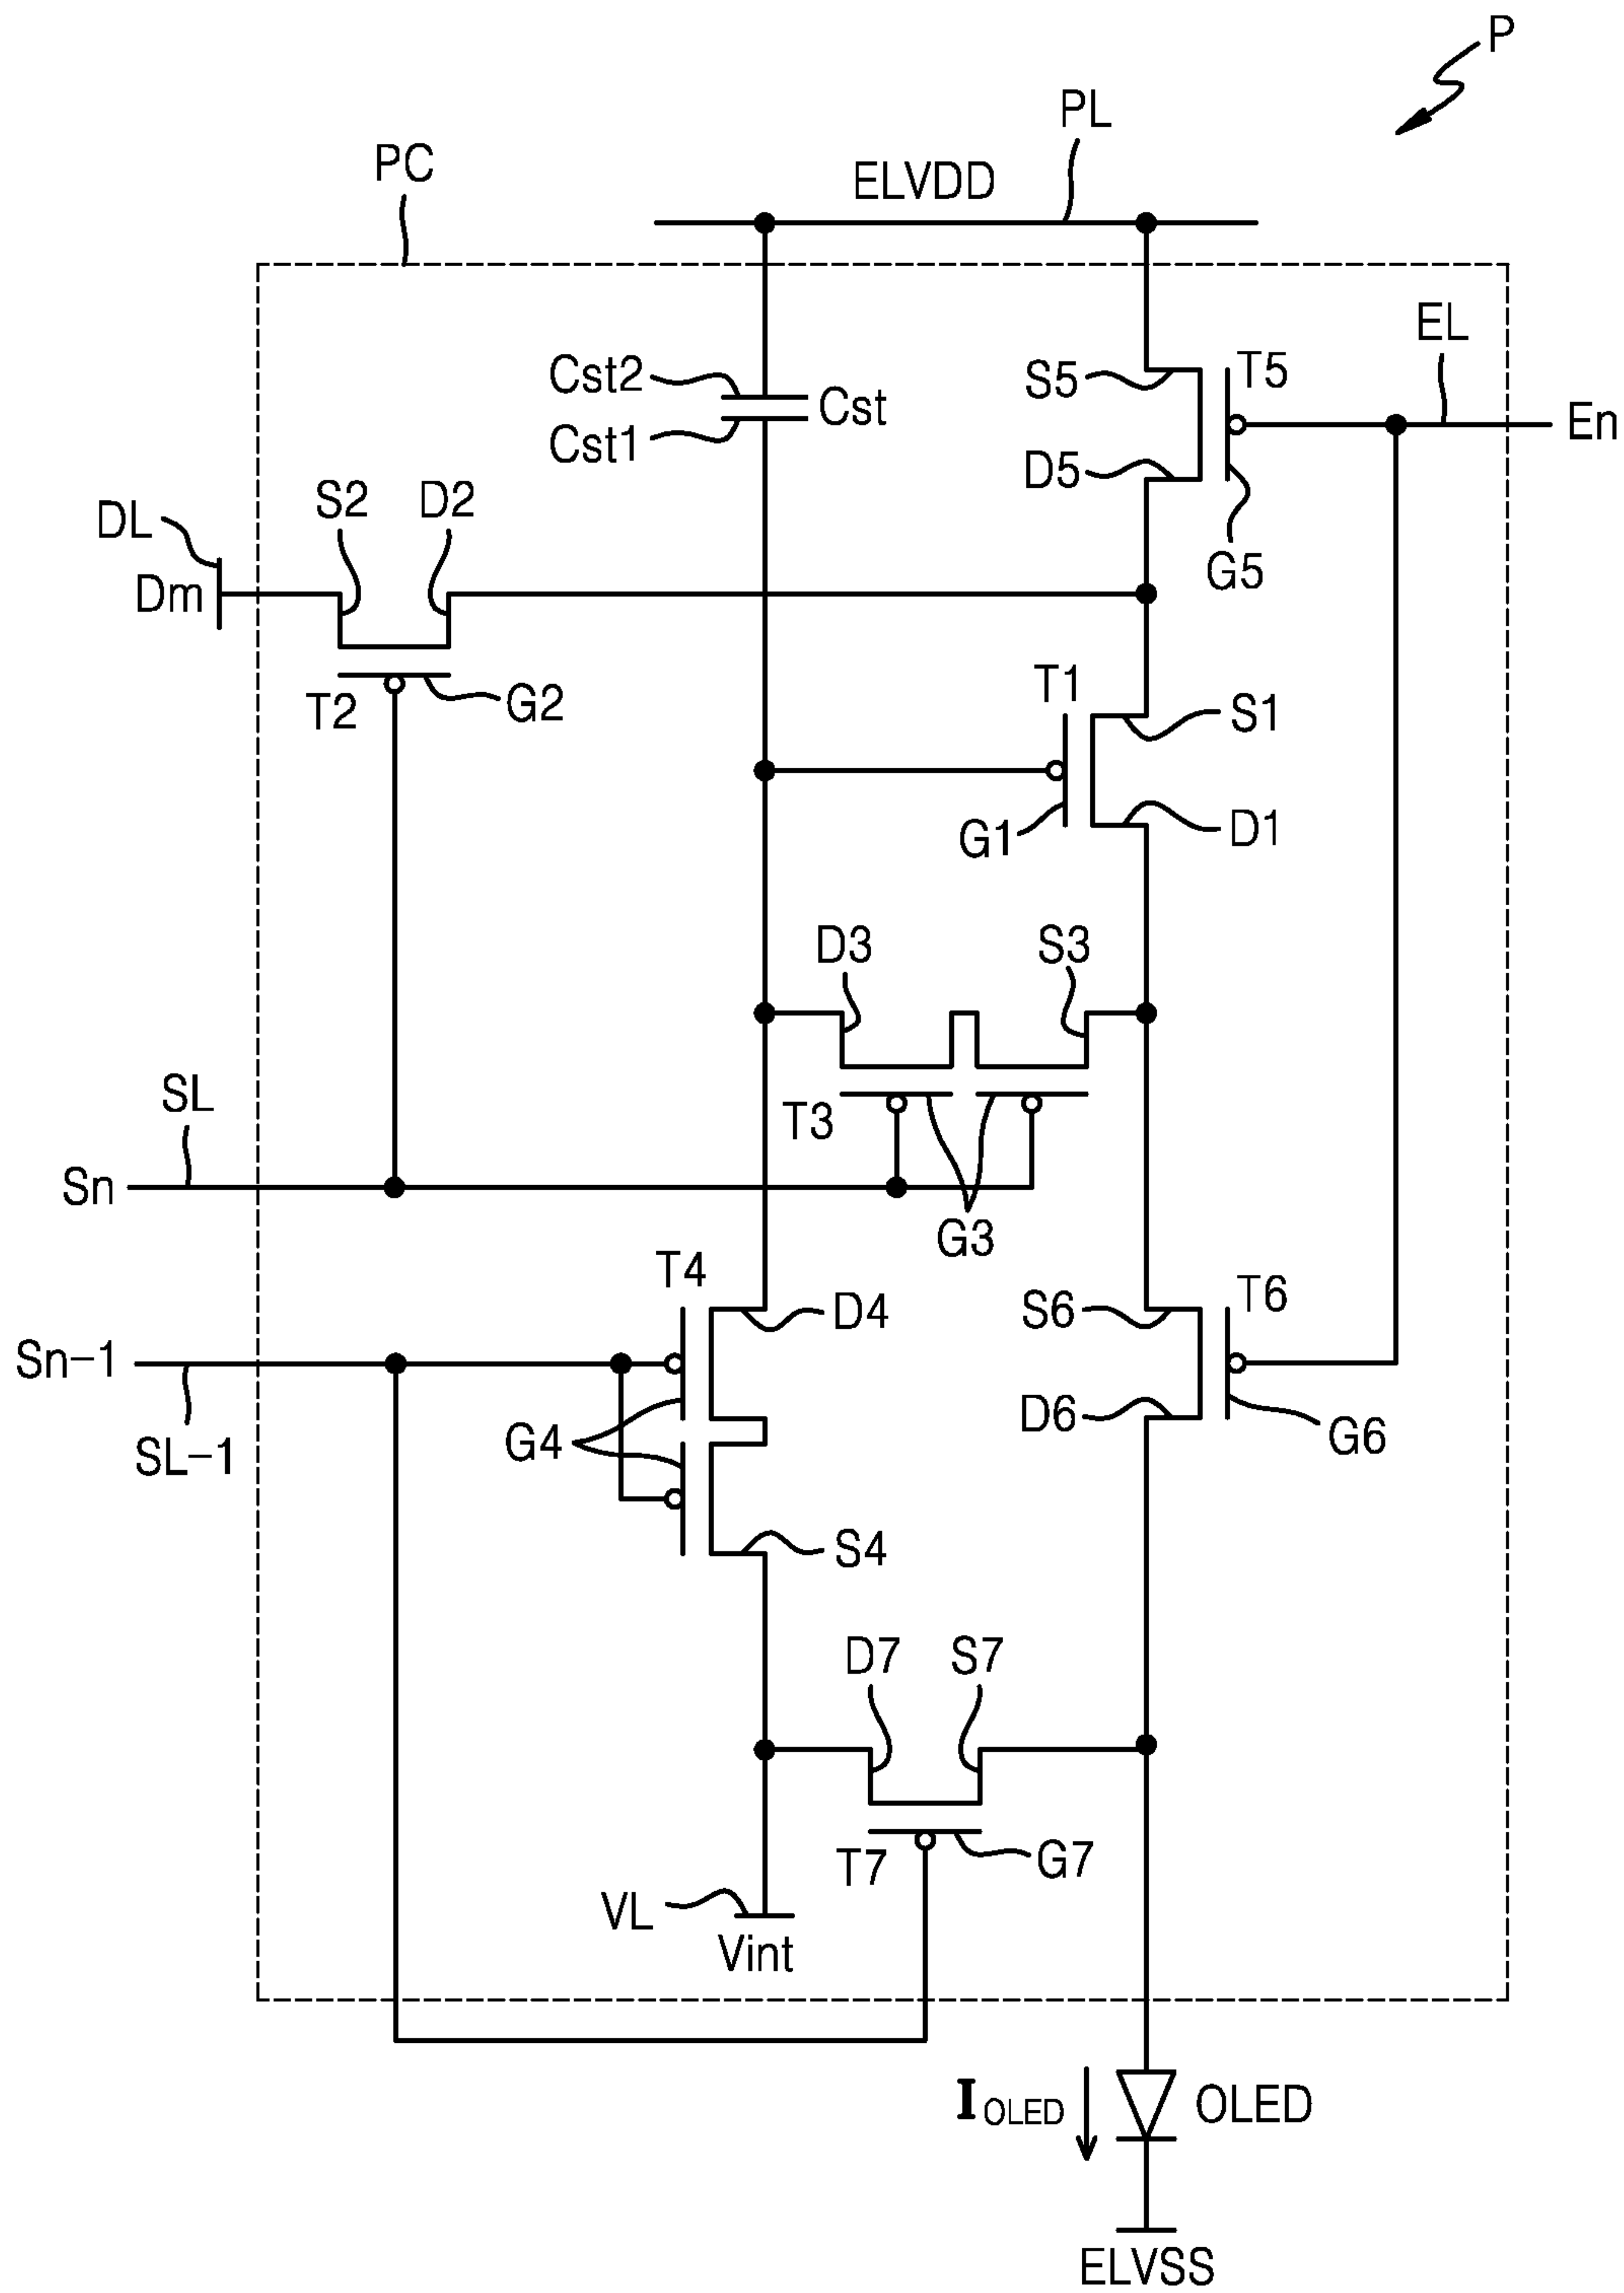 P
PL
PC
ELVDD
EL
Cst2
Cst
Cst1
S5
T5
En
D5
G5
S2
D2
DL
Dm
T2
G2
T1
S1
G1
D1
D3
S3
SL
T3
Sn
G3
T4
D4
S6
T6
Sn-1
SL-1
G4
D6
G6
S4
D7
S7
T7
G7
VL
Vint
IOLED
OLED
ELVSS